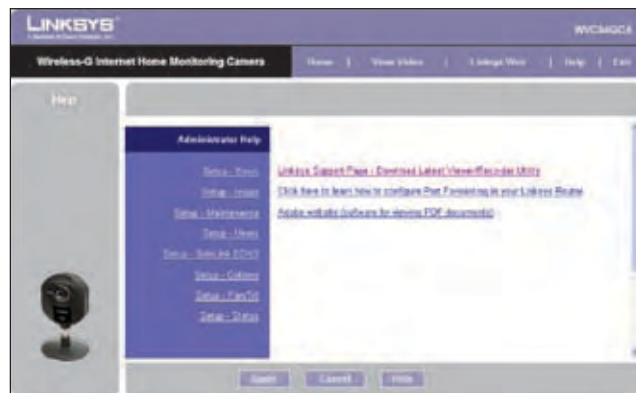 LINKSYS
WVC54GCA
Wireless-G Internet Home Monitoring Camera
Home | View Video | Linksys Web | Help | Exit
Help
Administrator Help
Setup - Basic
Setup - Image
Setup - Maintenance
Setup - Users
Setup - Options
Setup - Pan/Tilt
Setup - Status
Linksys Support Page - Download Latest Viewer/Recorder Utility
Click here to learn how to configure Port Forwarding in your Linksys Router
Adobe website (software for viewing PDF documents)
Apply Cancel Help